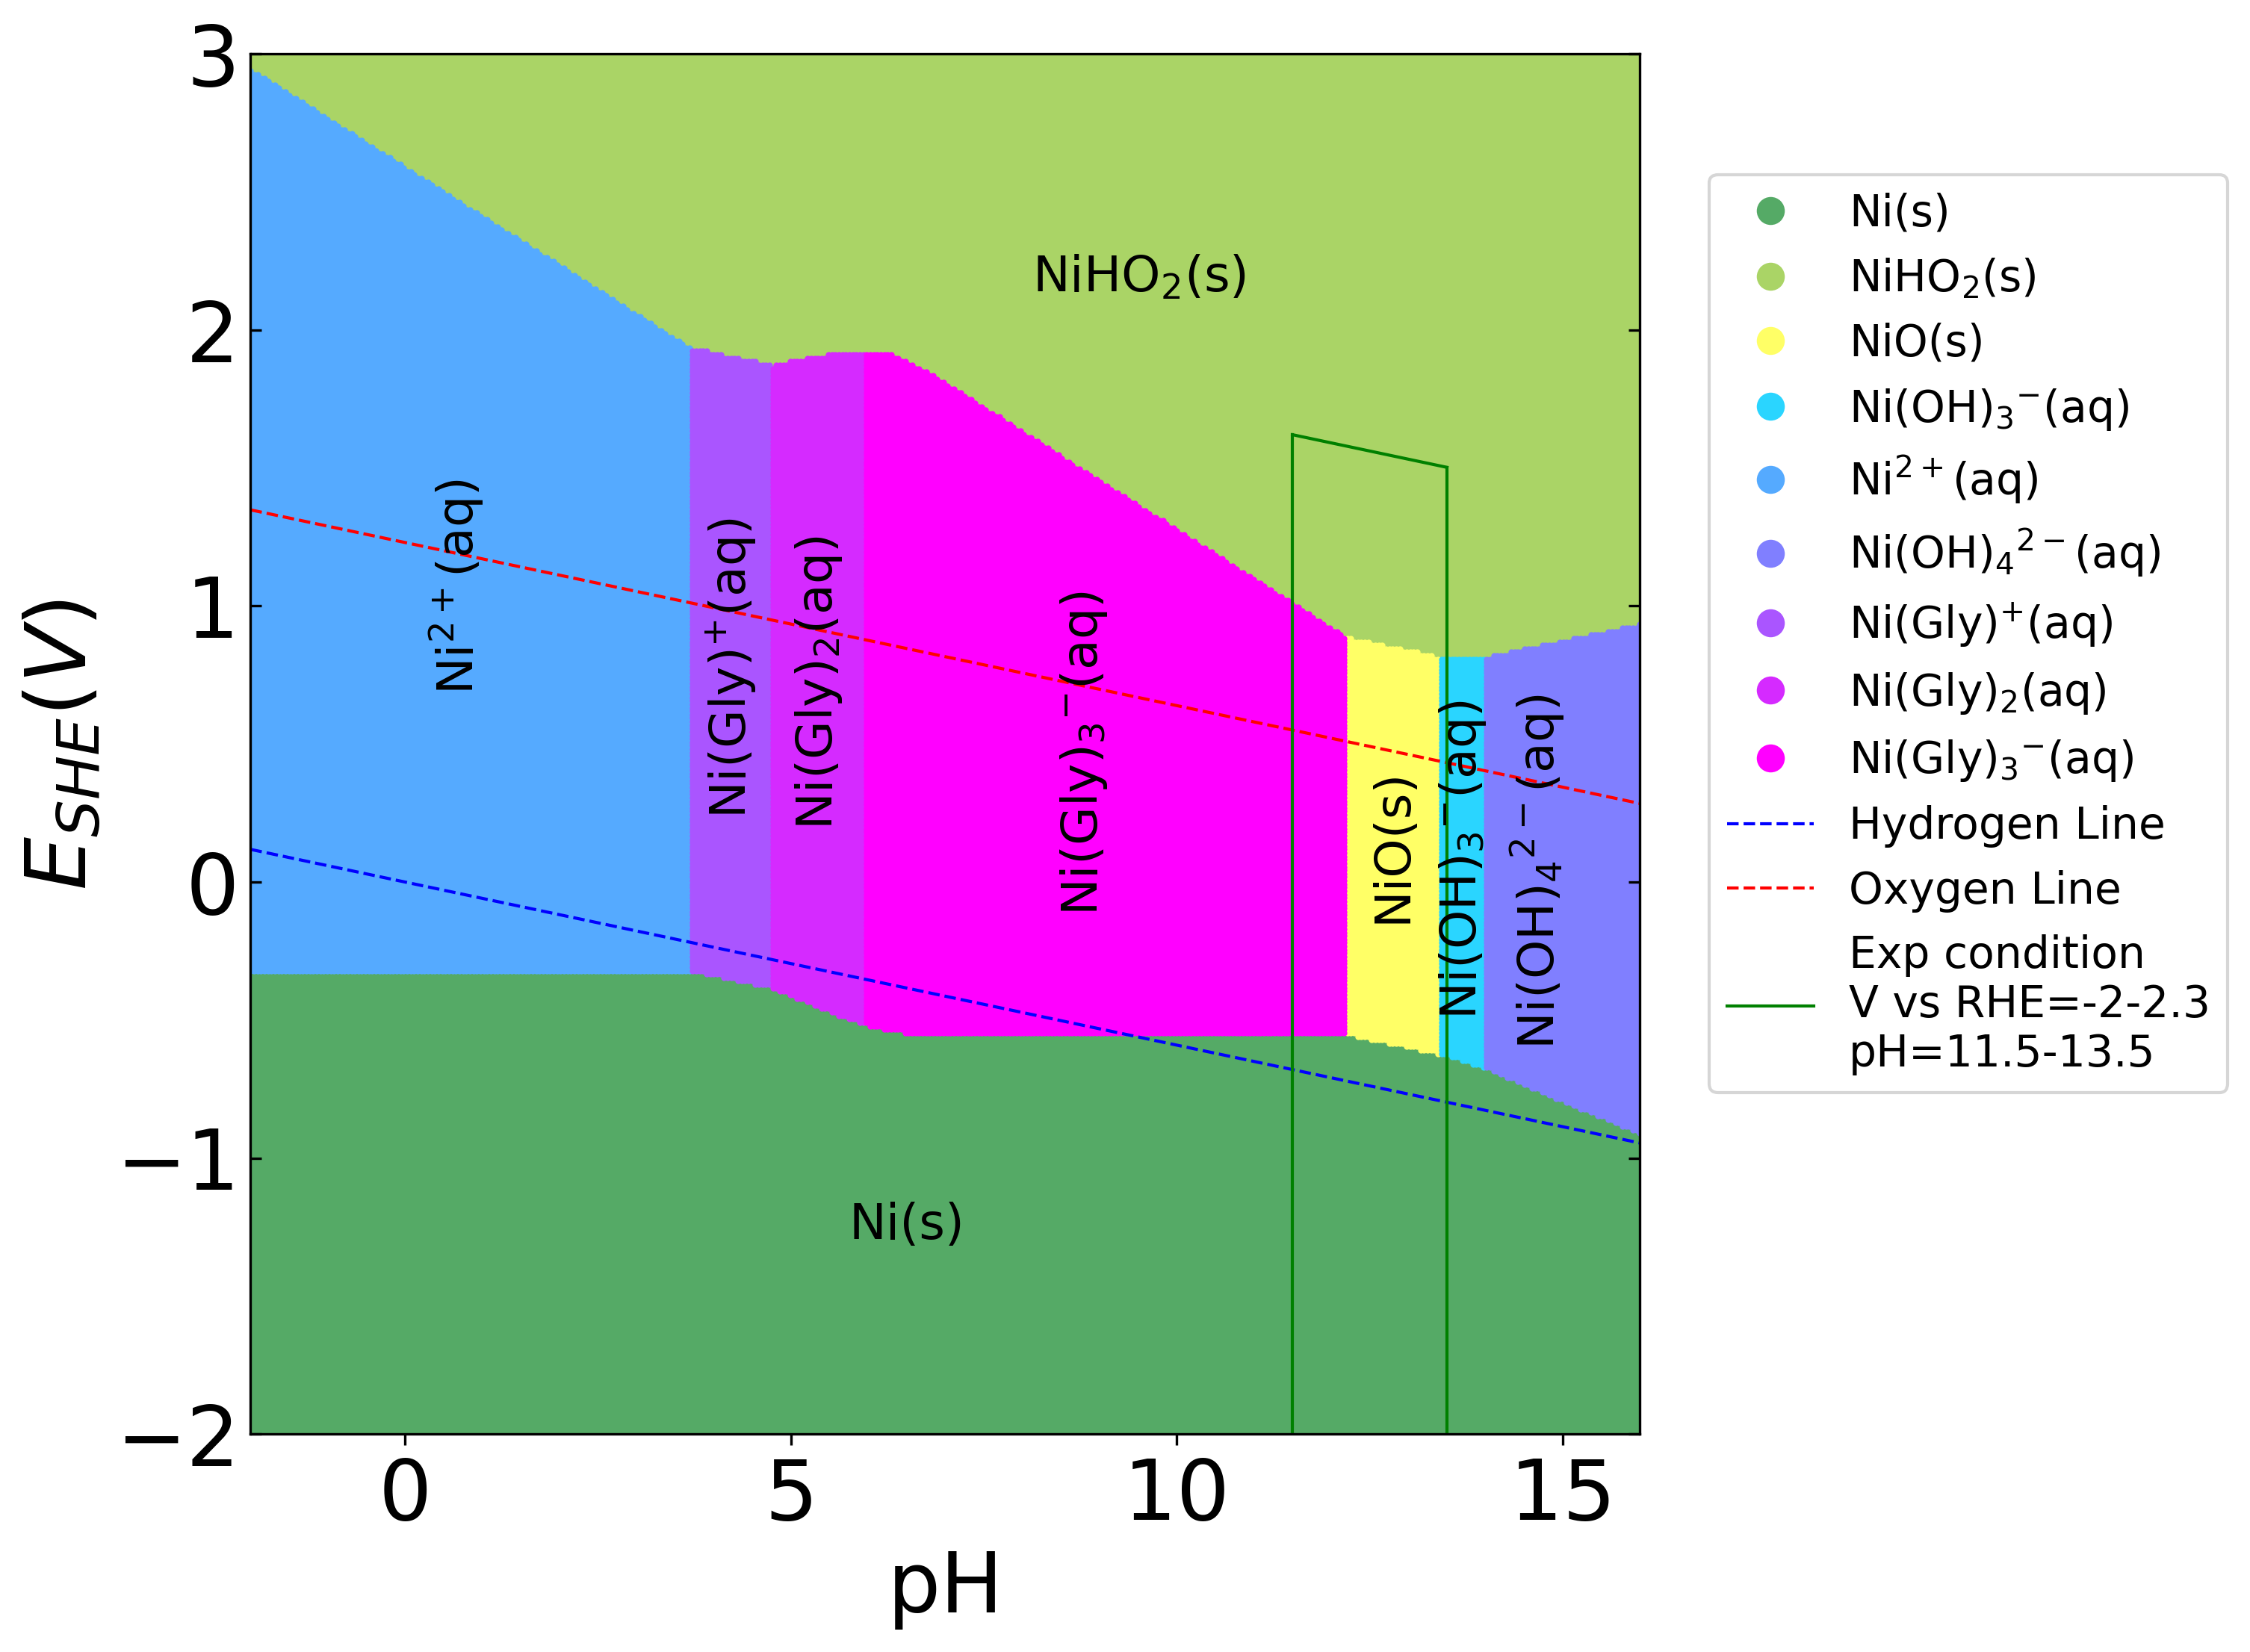 3
2
1
0
−1
−2
E_SHE(V)
0
5
10
15
pH
NiHO₂(s)
Ni²⁺(aq)
Ni(Gly)⁺(aq)
Ni(Gly)₂(aq)
Ni(Gly)₃⁻(aq)
NiO(s)
Ni(OH)₃⁻(aq)
Ni(OH)₄²⁻(aq)
Ni(s)
Ni(s)
NiHO₂(s)
NiO(s)
Ni(OH)₃⁻(aq)
Ni²⁺(aq)
Ni(OH)₄²⁻(aq)
Ni(Gly)⁺(aq)
Ni(Gly)₂(aq)
Ni(Gly)₃⁻(aq)
Hydrogen Line
Oxygen Line
Exp condition
V vs RHE=-2-2.3
pH=11.5-13.5